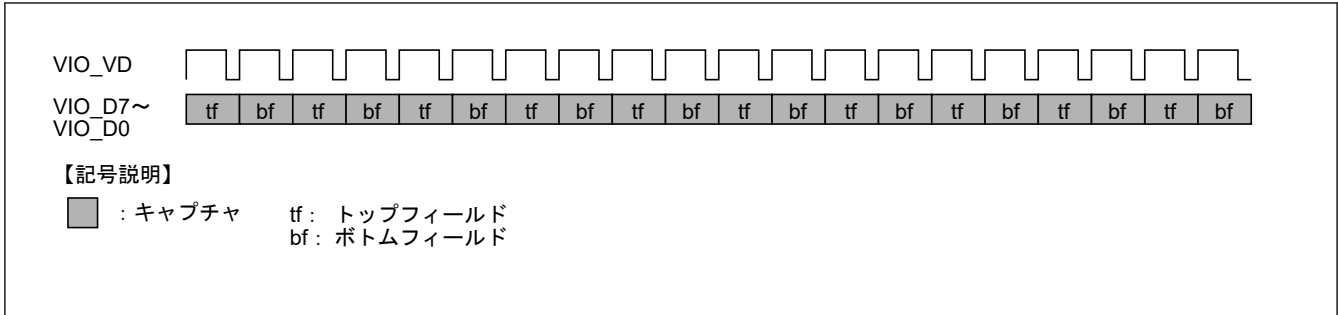 VIO_VD
VIO_D7～
VIO_D0
tf bf tf bf tf bf tf bf tf bf tf bf tf bf tf bf tf bf tf bf
【記号説明】
：キャプチャ tf： トップフィールド
bf： ボトムフィールド